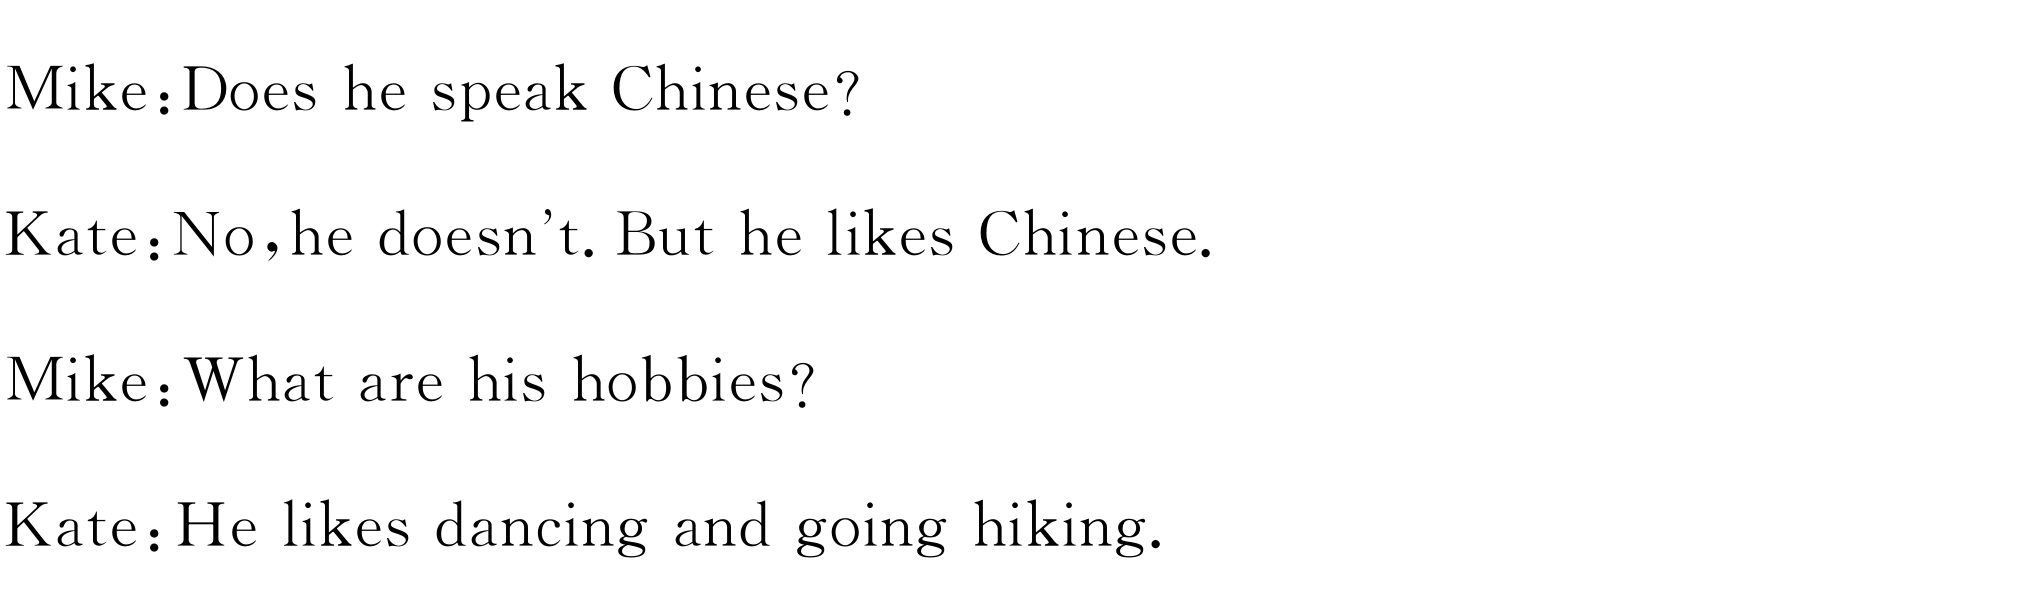 Mike:Does he speak Chinese?
Kate:No,he doesn't. But he likes Chinese.
Mike:What are his hobbies?
Kate:He likes dancing and going hiking.